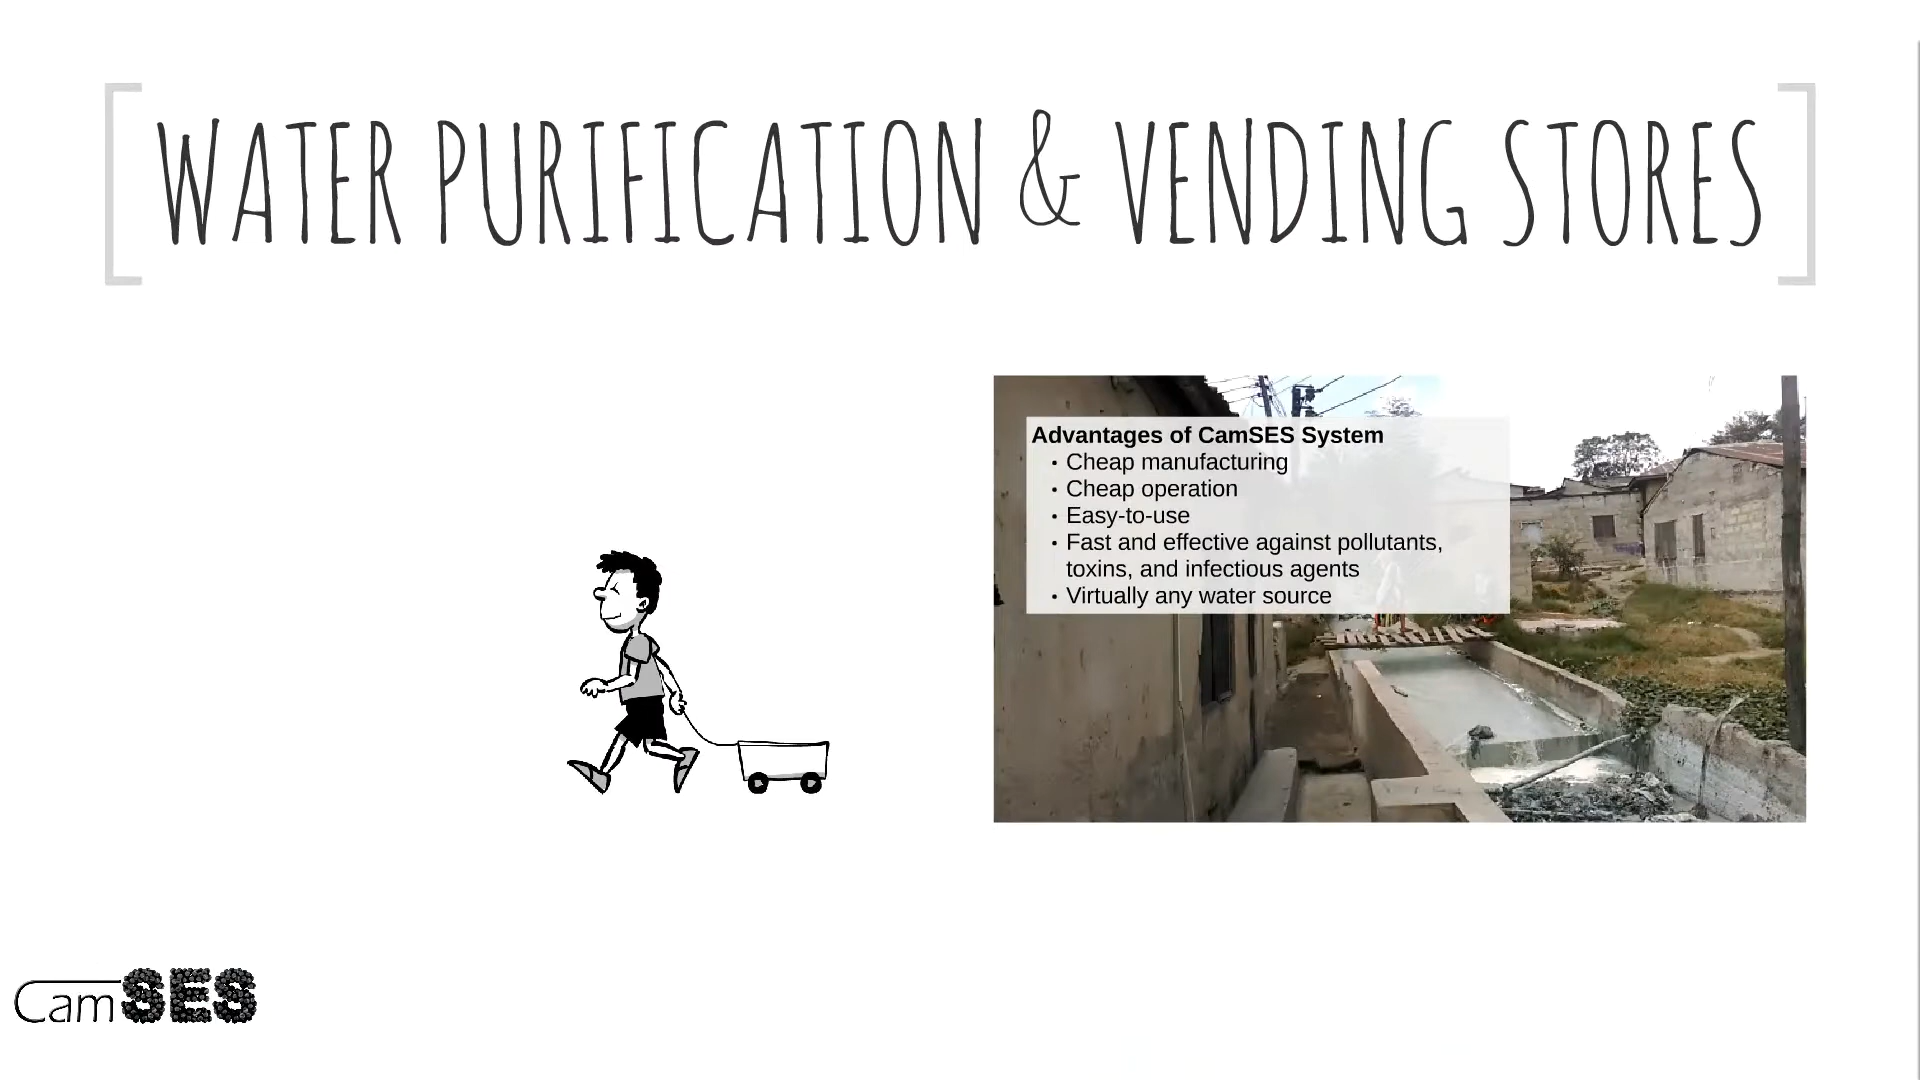 WATER PURIFICATION & VENDING STORES
Advantages of CamSES System
• Cheap manufacturing
• Cheap operation
• Easy-to-use
• Fast and effective against pollutants,
toxins, and infectious agents
• Virtually any water source
CamSES